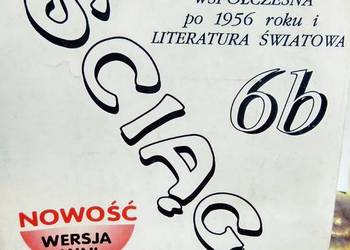 WSPÓŁCZESNA
po 1956 roku i
LITERATURA ŚWIATOWA
6b
ŚCIĄG
NOWOŚĆ
WERSJA